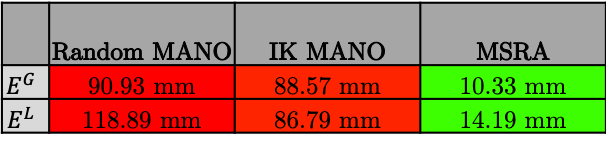 Random MANO IK MANO MSRA
E^G 90.93 mm 88.57 mm 10.33 mm
E^L 118.89 mm 86.79 mm 14.19 mm